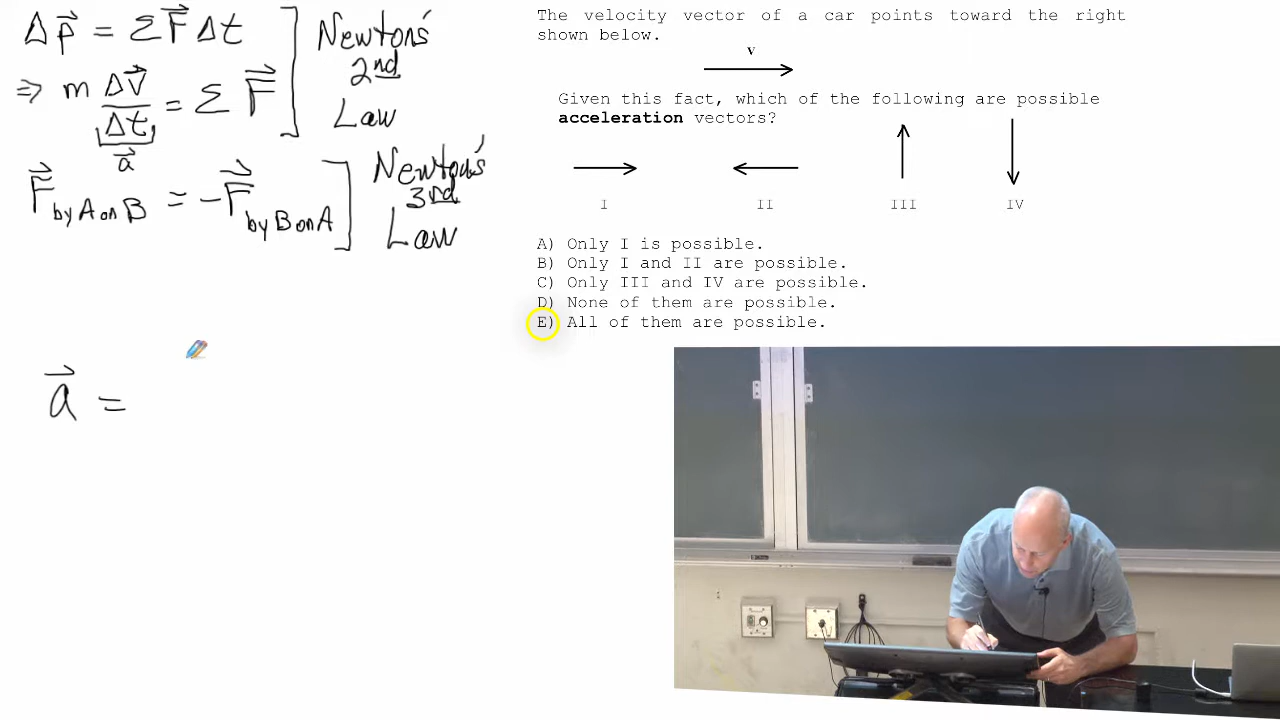 Δp⃗ = ΣF⃗ Δt
⇒ m Δv⃗/Δt = Σ F⃗
a⃗
Newton's
2nd
Law
F⃗ by A on B = -F⃗ by B on A
Newton's
3rd
Law
a⃗ =
The velocity vector of a car points toward the right
shown below.
v
Given this fact, which of the following are possible
acceleration vectors?
I II III IV
A) Only I is possible.
B) Only I and II are possible.
C) Only III and IV are possible.
D) None of them are possible.
E) All of them are possible.